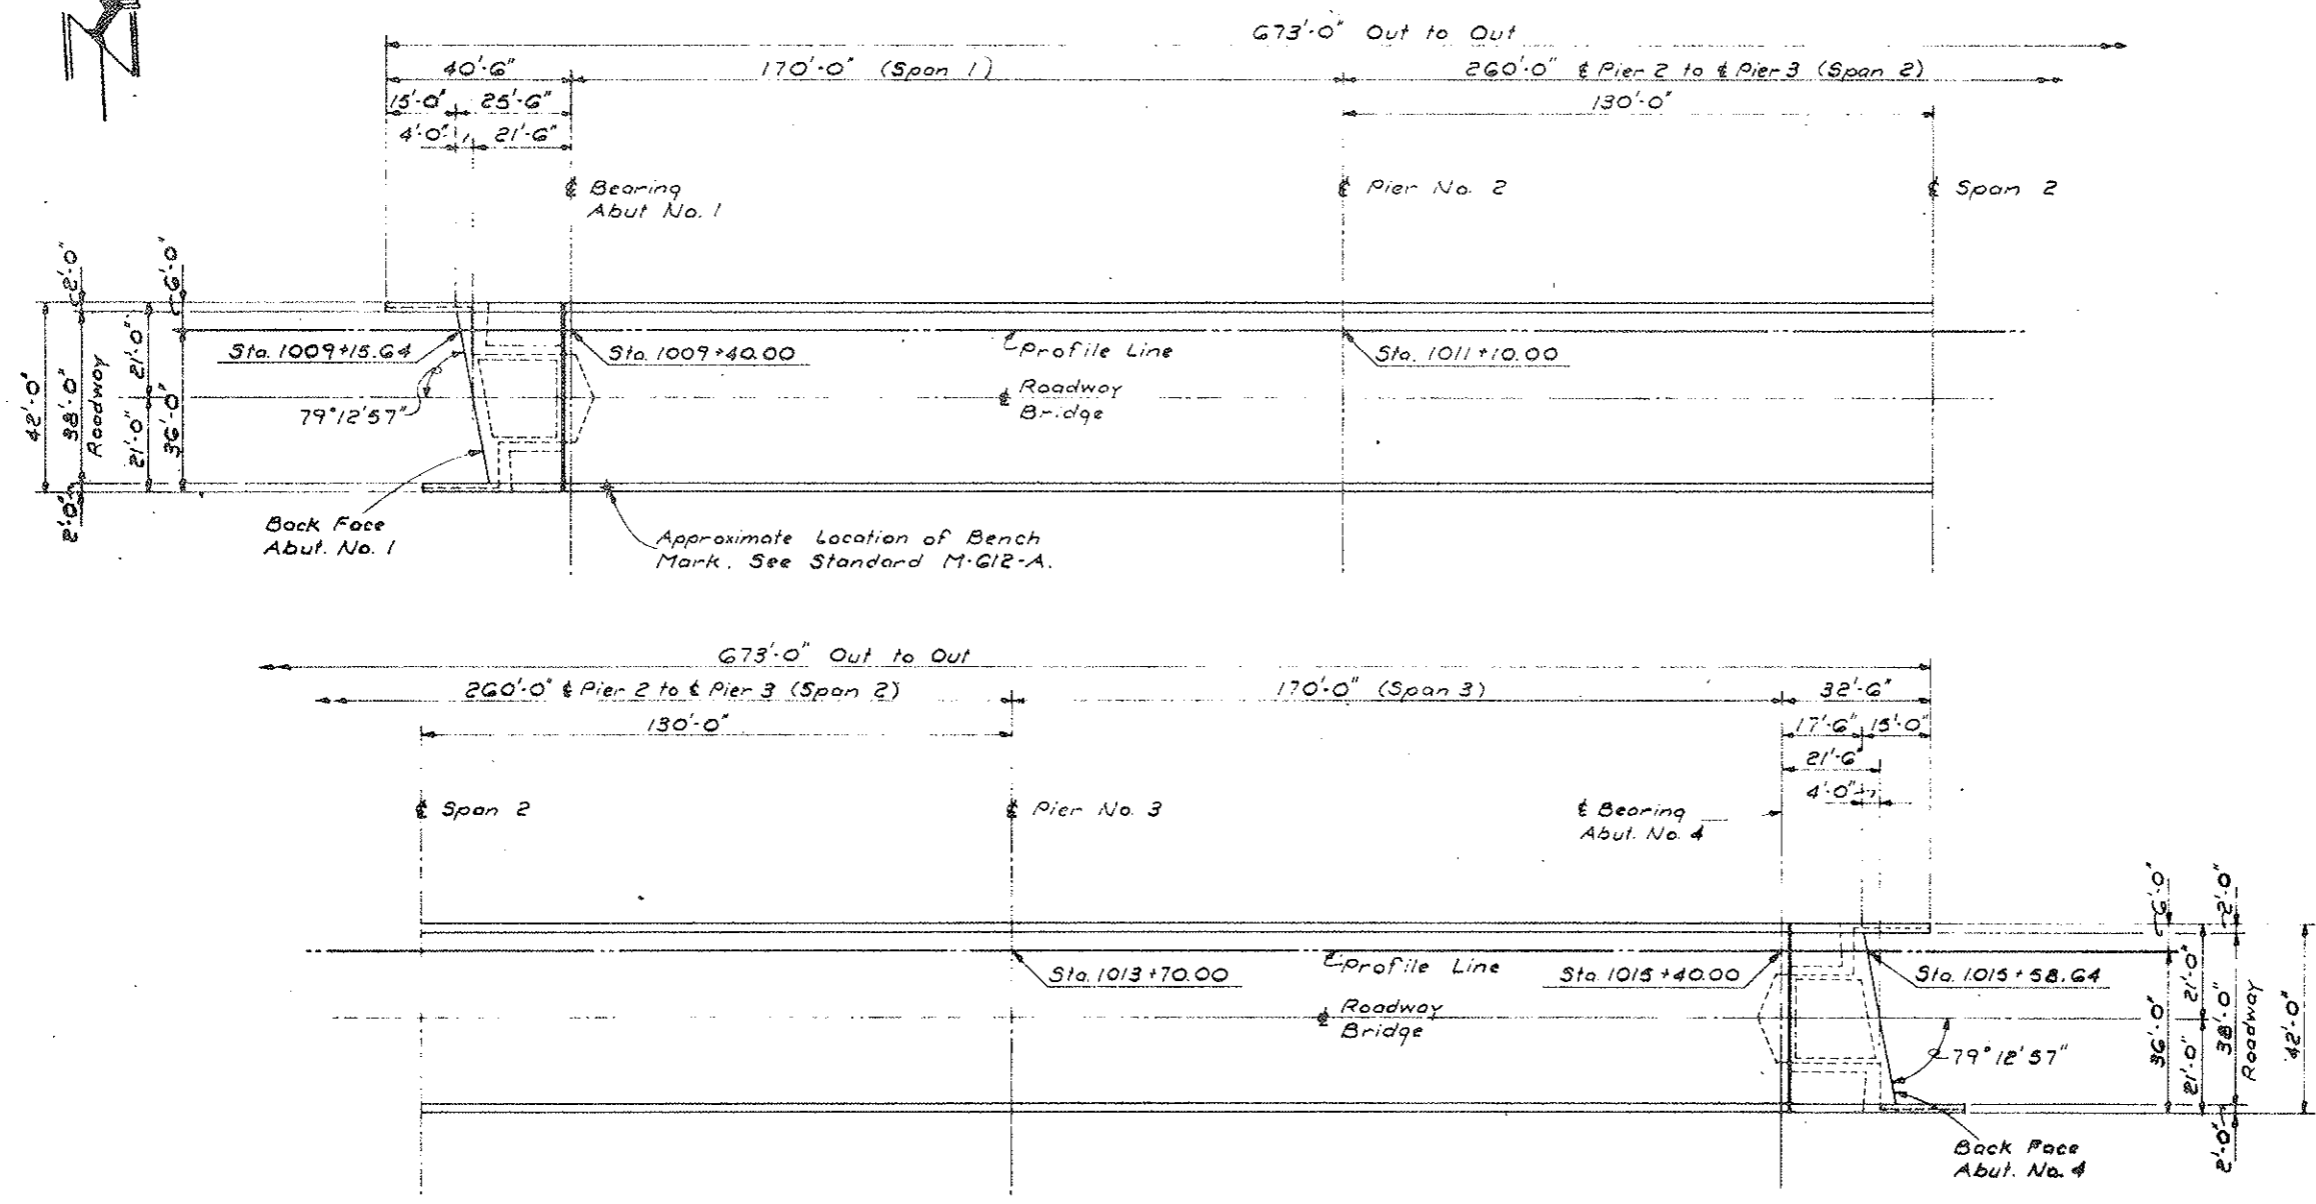 N
673'-0" Out to Out
40'-6"
170'-0" (Span 1)
260'-0" ℄ Pier 2 to ℄ Pier 3 (Span 2)
15'-0"
25'-6"
130'-0"
4'-0"
21'-6"
℄ Bearing
Abut No. 1
℄ Pier No. 2
℄ Span 2
2'-0"
6'-0"
42'-0"
38'-0"
Roadway
21'-0"
21'-0"
36'-0"
2'-0"
Sta. 1009+15.64
Sta. 1009+40.00
Profile Line
Sta. 1011+10.00
79°12'57"
℄ Roadway
Bridge
Back Face
Abut. No. 1
Approximate Location of Bench
Mark. See Standard M-612-A.
673'-0" Out to Out
260'-0" ℄ Pier 2 to ℄ Pier 3 (Span 2)
170'-0" (Span 3)
32'-6"
130'-0"
17'-6"
15'-0"
21'-6"
4'-0"
℄ Span 2
℄ Pier No. 3
℄ Bearing
Abut. No. 4
6'-0"
2'-0"
Sta. 1013+70.00
Profile Line
Sta. 1015+40.00
Sta. 1015+58.64
℄ Roadway
Bridge
79°12'57"
36'-0"
21'-0"
21'-0"
38'-0"
Roadway
42'-0"
2'-0"
Back Face
Abut. No. 4